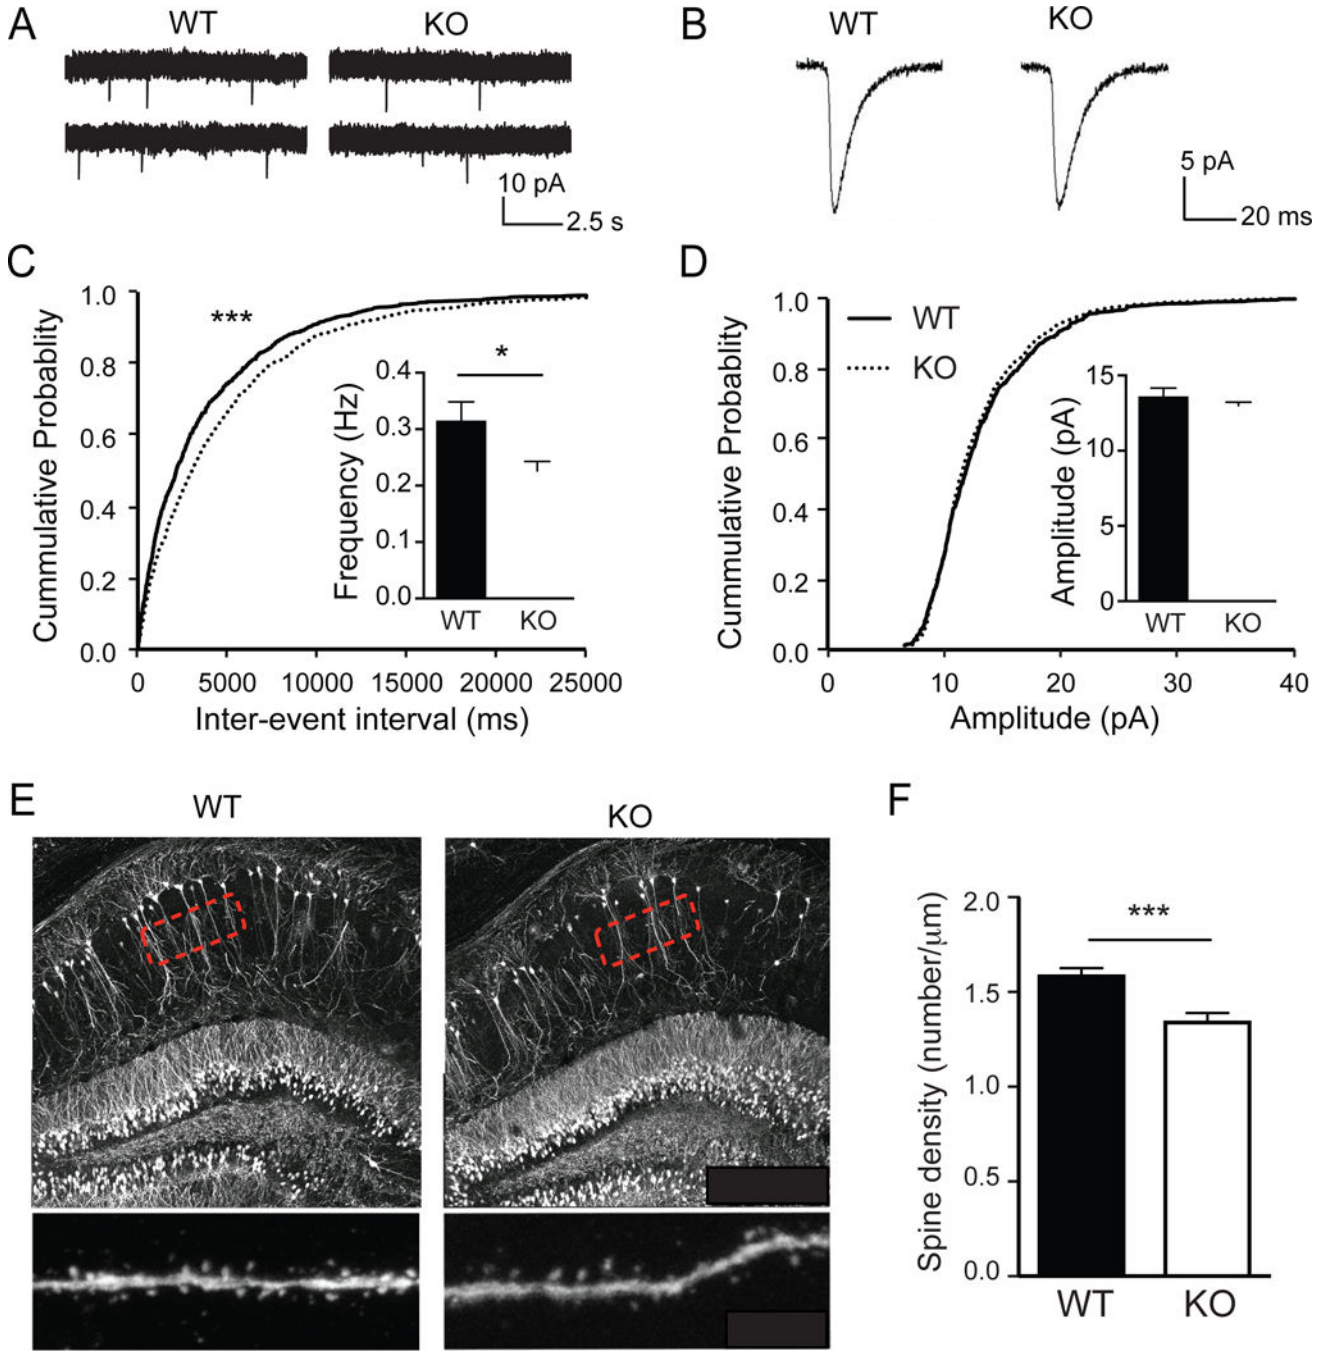 A
WT
KO
10 pA
2.5 s
B
WT
KO
5 pA
20 ms
C
Cummulative Probablity
1.0
0.8
0.6
0.4
0.2
0.0
***
0 5000 10000 15000 20000 25000
Inter-event interval (ms)
Frequency (Hz)
0.4
0.3
0.2
0.1
0.0
*
WT KO
D
Cummulative Probablity
1.0
0.8
0.6
0.4
0.2
0.0
WT
KO
0 10 20 30 40
Amplitude (pA)
Amplitude (pA)
15
10
5
0
WT KO
E
WT
KO
F
Spine density (number/μm)
2.0
1.5
1.0
0.5
0.0
***
WT KO